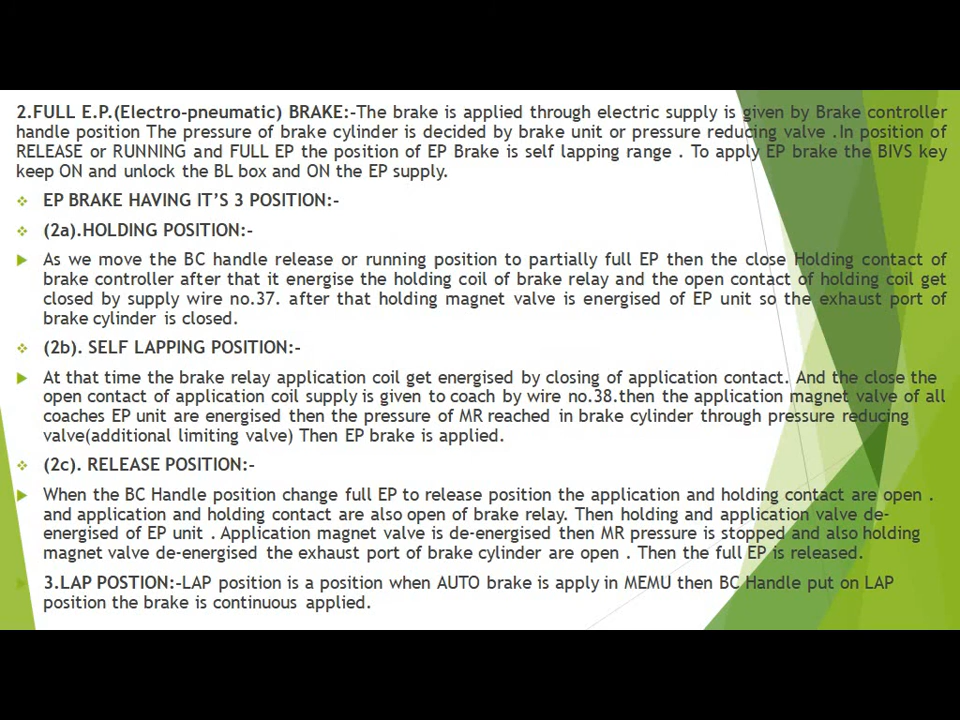 2.FULL E.P.(Electro-pneumatic) BRAKE:-The brake is applied through electric supply is given by Brake controller
handle position The pressure of brake cylinder is decided by brake unit or pressure reducing valve .In position of
RELEASE or RUNNING and FULL EP the position of EP Brake is self lapping range . To apply EP brake the BIVS key
keep ON and unlock the BL box and ON the EP supply.
EP BRAKE HAVING IT'S 3 POSITION:-
(2a).HOLDING POSITION:-
As we move the BC handle release or running position to partially full EP then the close Holding contact of
brake controller after that it energise the holding coil of brake relay and the open contact of holding coil get
closed by supply wire no.37. after that holding magnet valve is energised of EP unit so the exhaust port of
brake cylinder is closed.
(2b). SELF LAPPING POSITION:-
At that time the brake relay application coil get energised by closing of application contact. And the close the
open contact of application coil supply is given to coach by wire no.38.then the application magnet valve of all
coaches EP unit are energised then the pressure of MR reached in brake cylinder through pressure reducing
valve(additional limiting valve) Then EP brake is applied.
(2c). RELEASE POSITION:-
When the BC Handle position change full EP to release position the application and holding contact are open .
and application and holding contact are also open of brake relay. Then holding and application valve de-
energised of EP unit . Application magnet valve is de-energised then MR pressure is stopped and also holding
magnet valve de-energised the exhaust port of brake cylinder are open . Then the full EP is released.
3.LAP POSTION:-LAP position is a position when AUTO brake is apply in MEMU then BC Handle put on LAP
position the brake is continuous applied.